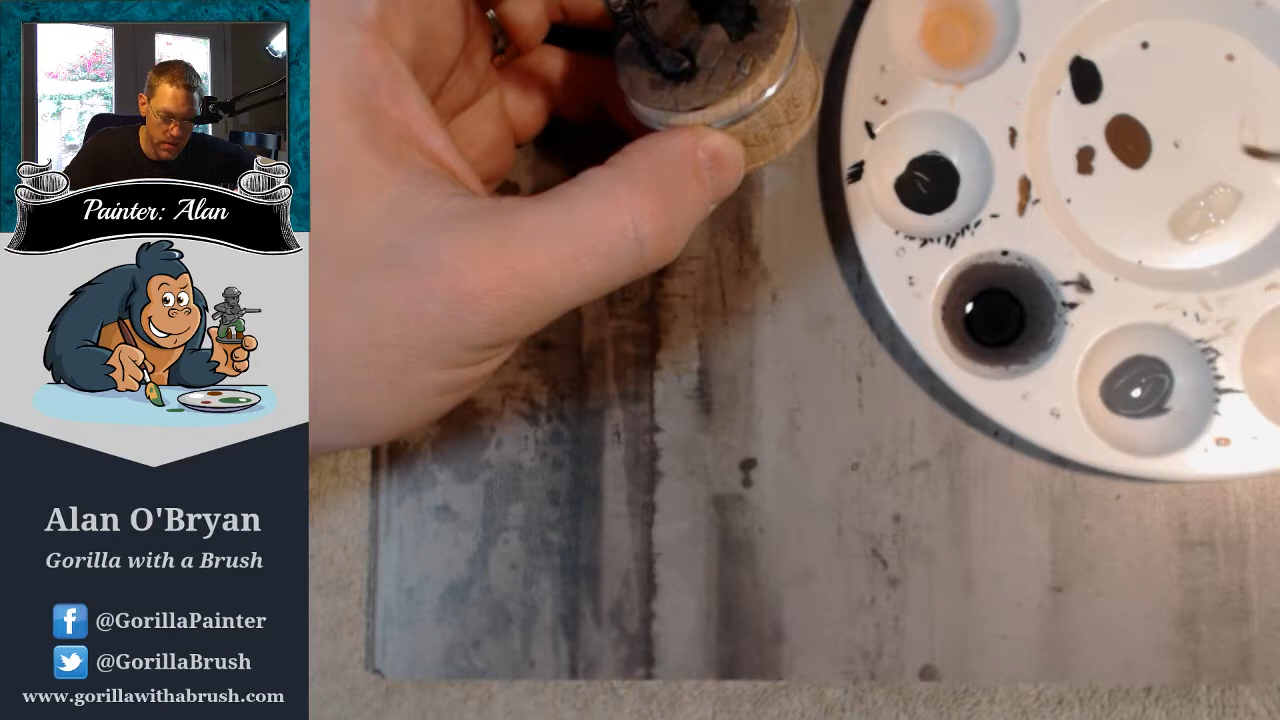 Painter: Alan
Alan O'Bryan
Gorilla with a Brush
@GorillaPainter
@GorillaBrush
www.gorillawithabrush.com